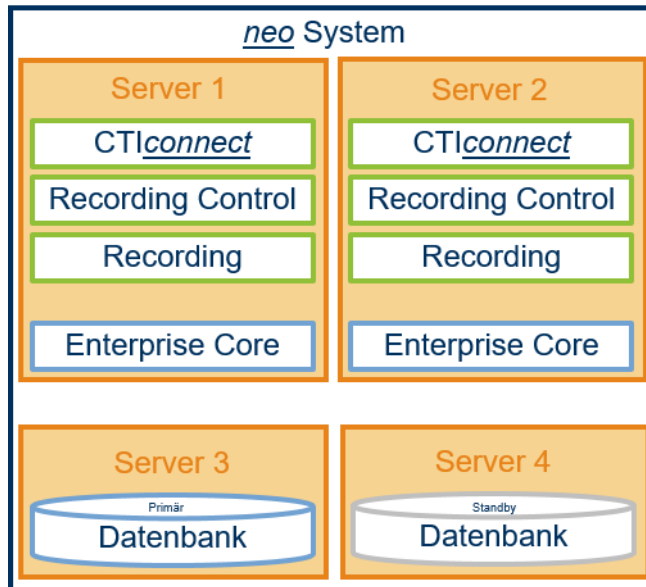 neo System
Server 1
CTIconnect
Recording Control
Recording
Enterprise Core
Server 2
CTIconnect
Recording Control
Recording
Enterprise Core
Server 3
Primär
Datenbank
Server 4
Standby
Datenbank